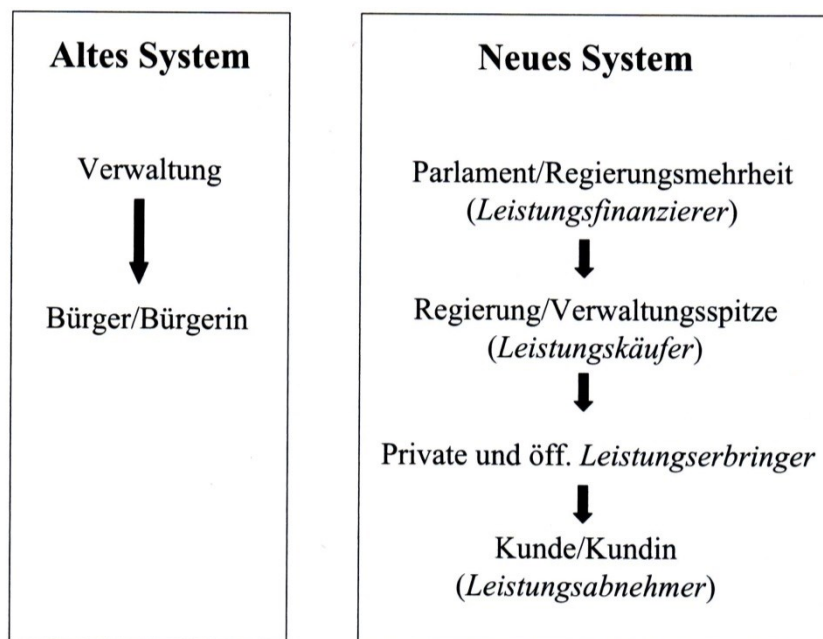 Altes System
Verwaltung
Bürger/Bürgerin
Neues System
Parlament/Regierungsmehrheit
(Leistungsfinanzierer)
Regierung/Verwaltungsspitze
(Leistungskäufer)
Private und öff. Leistungserbringer
Kunde/Kundin
(Leistungsabnehmer)